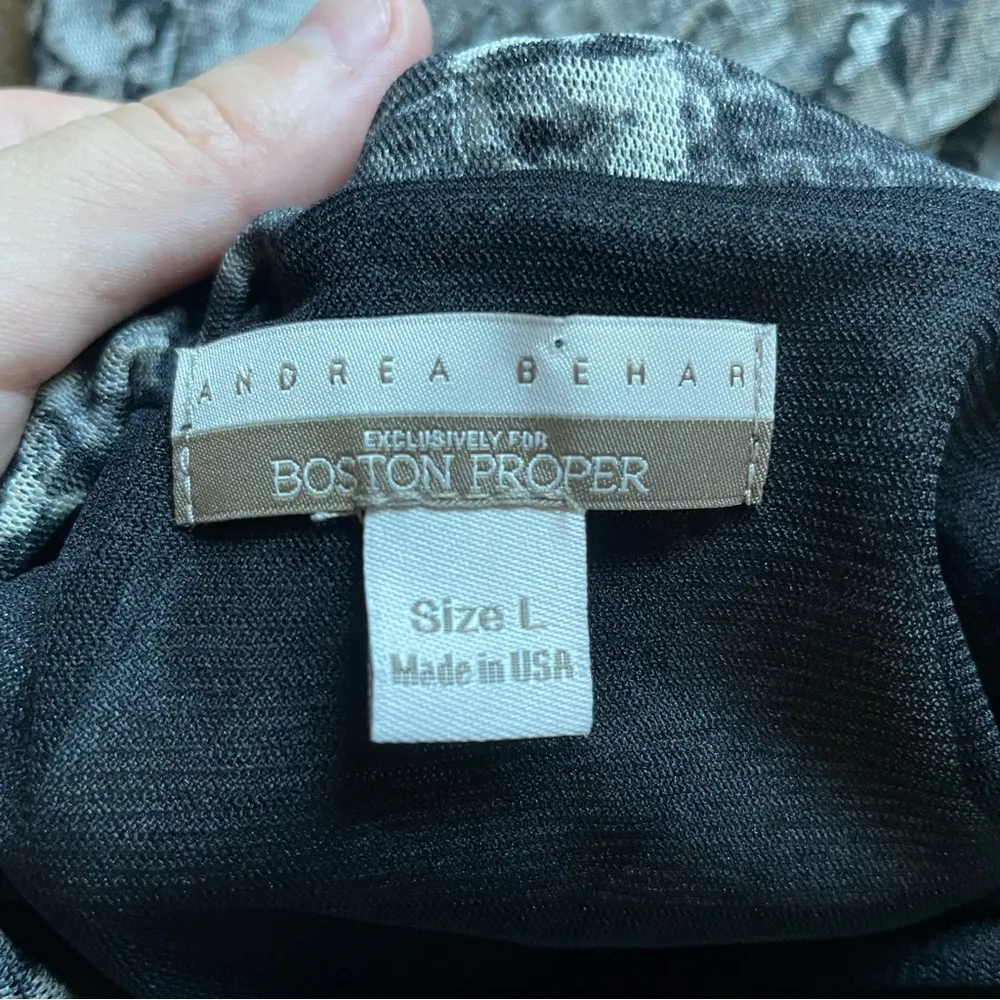 ANDREA BEHAR
EXCLUSIVELY FOR
BOSTON PROPER
Size L
Made in USA